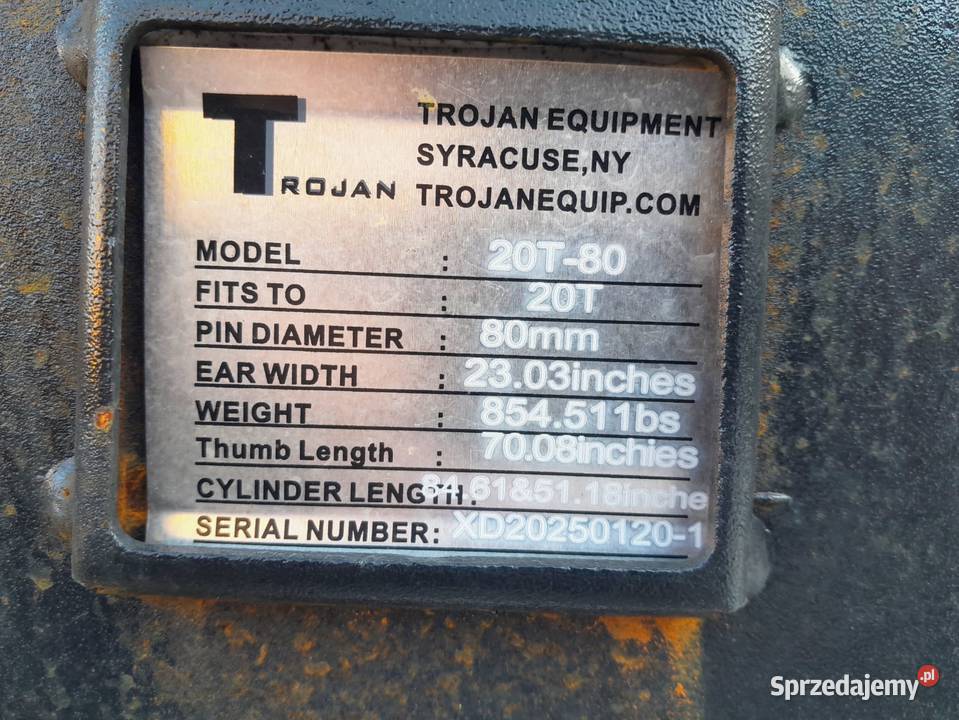 TROJAN
TROJAN EQUIPMENT
SYRACUSE,NY
TROJANEQUIP.COM
MODEL : 20T-80
FITS TO : 20T
PIN DIAMETER : 80mm
EAR WIDTH : 23.03inches
WEIGHT : 854.511bs
Thumb Length : 70.08inchies
CYLINDER LENGTH: 84.61&51.18inche
SERIAL NUMBER: XD20250120-1
Sprzedajemy.pl